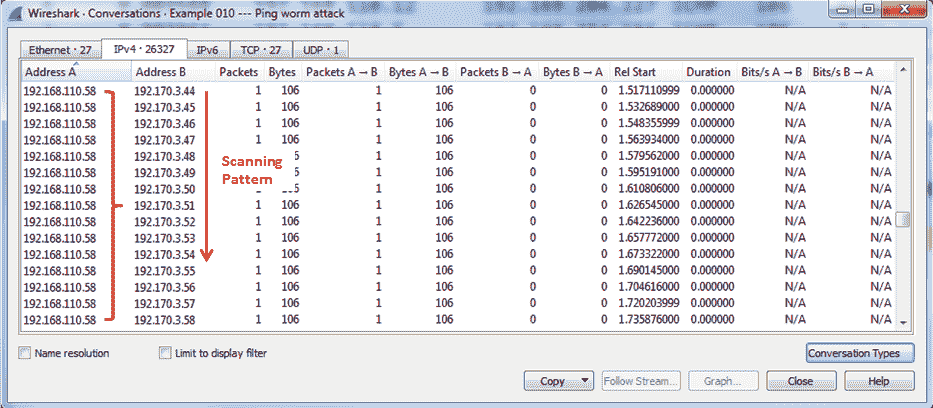 Wireshark · Conversations · Example 010 --- Ping worm attack
Ethernet · 27 IPv4 · 26327 IPv6 TCP · 27 UDP · 1
Address A Address B Packets Bytes Packets A → B Bytes A → B Packets B → A Bytes B → A Rel Start Duration Bits/s A → B Bits/s B → A
192.168.110.58 192.170.3.44 1 106 1 106 0 0 1.517110999 0.000000 N/A N/A
192.168.110.58 192.170.3.45 1 106 1 106 0 0 1.532689000 0.000000 N/A N/A
192.168.110.58 192.170.3.46 1 106 1 106 0 0 1.548355999 0.000000 N/A N/A
192.168.110.58 192.170.3.47 1 106 1 106 0 0 1.563934000 0.000000 N/A N/A
192.168.110.58 192.170.3.48 1 1 106 0 0 1.579562000 0.000000 N/A N/A
192.168.110.58 192.170.3.49 1 1 106 0 0 1.595191000 0.000000 N/A N/A
192.168.110.58 192.170.3.50 1 1 106 0 0 1.610806000 0.000000 N/A N/A
Scanning
Pattern
192.168.110.58 192.170.3.51 1 106 1 106 0 0 1.626545000 0.000000 N/A N/A
192.168.110.58 192.170.3.52 1 106 1 106 0 0 1.642236000 0.000000 N/A N/A
192.168.110.58 192.170.3.53 1 106 1 106 0 0 1.657772000 0.000000 N/A N/A
192.168.110.58 192.170.3.54 1 106 1 106 0 0 1.673322000 0.000000 N/A N/A
192.168.110.58 192.170.3.55 1 106 1 106 0 0 1.690145000 0.000000 N/A N/A
192.168.110.58 192.170.3.56 1 106 1 106 0 0 1.704616000 0.000000 N/A N/A
192.168.110.58 192.170.3.57 1 106 1 106 0 0 1.720203999 0.000000 N/A N/A
192.168.110.58 192.170.3.58 1 106 1 106 0 0 1.735876000 0.000000 N/A N/A
Name resolution Limit to display filter Conversation Types
Copy Follow Stream... Graph... Close Help